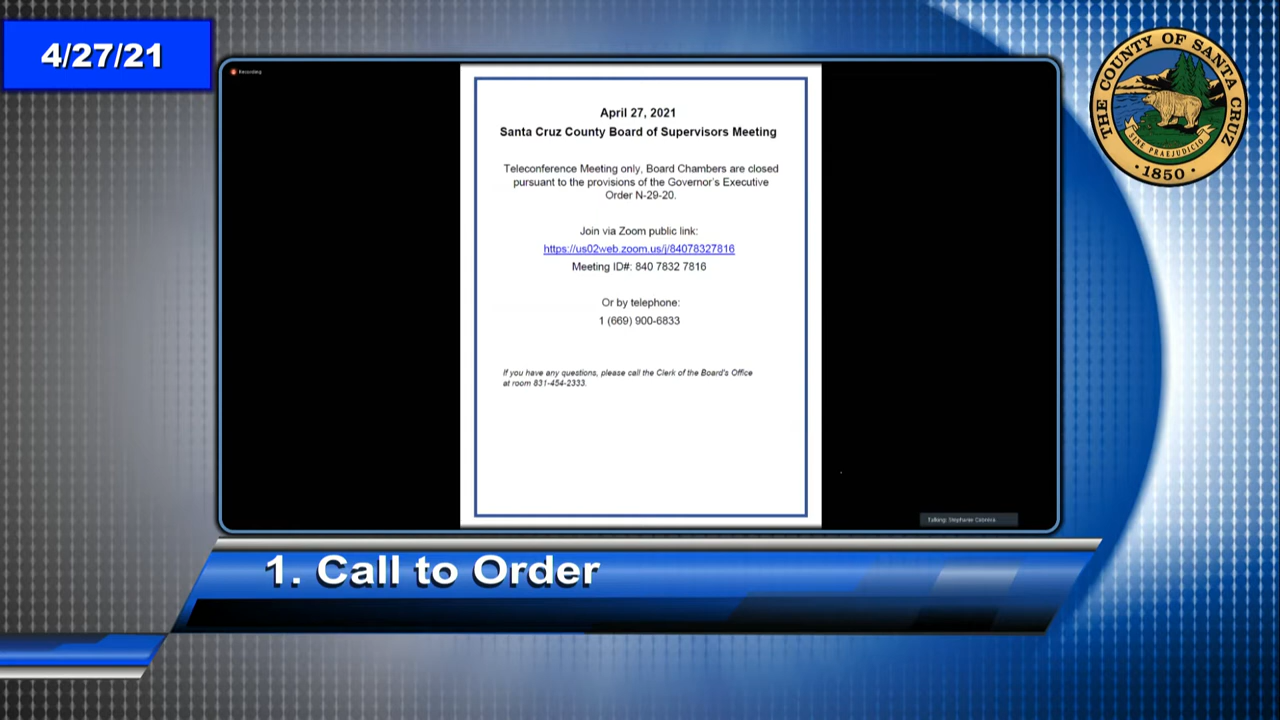 4/27/21
Recording
April 27, 2021
Santa Cruz County Board of Supervisors Meeting
Teleconference Meeting only, Board Chambers are closed
pursuant to the provisions of the Governor's Executive
Order N-29-20.
Join via Zoom public link:
https://us02web.zoom.us/j/84078327816
Meeting ID#: 840 7832 7816
Or by telephone:
1 (669) 900-6833
If you have any questions, please call the Clerk of the Board's Office
at room 831-454-2333.
Talking: Stephanie
THE COUNTY OF SANTA CRUZ
SINE PRAEJUDICIO
• 1850 •
1. Call to Order